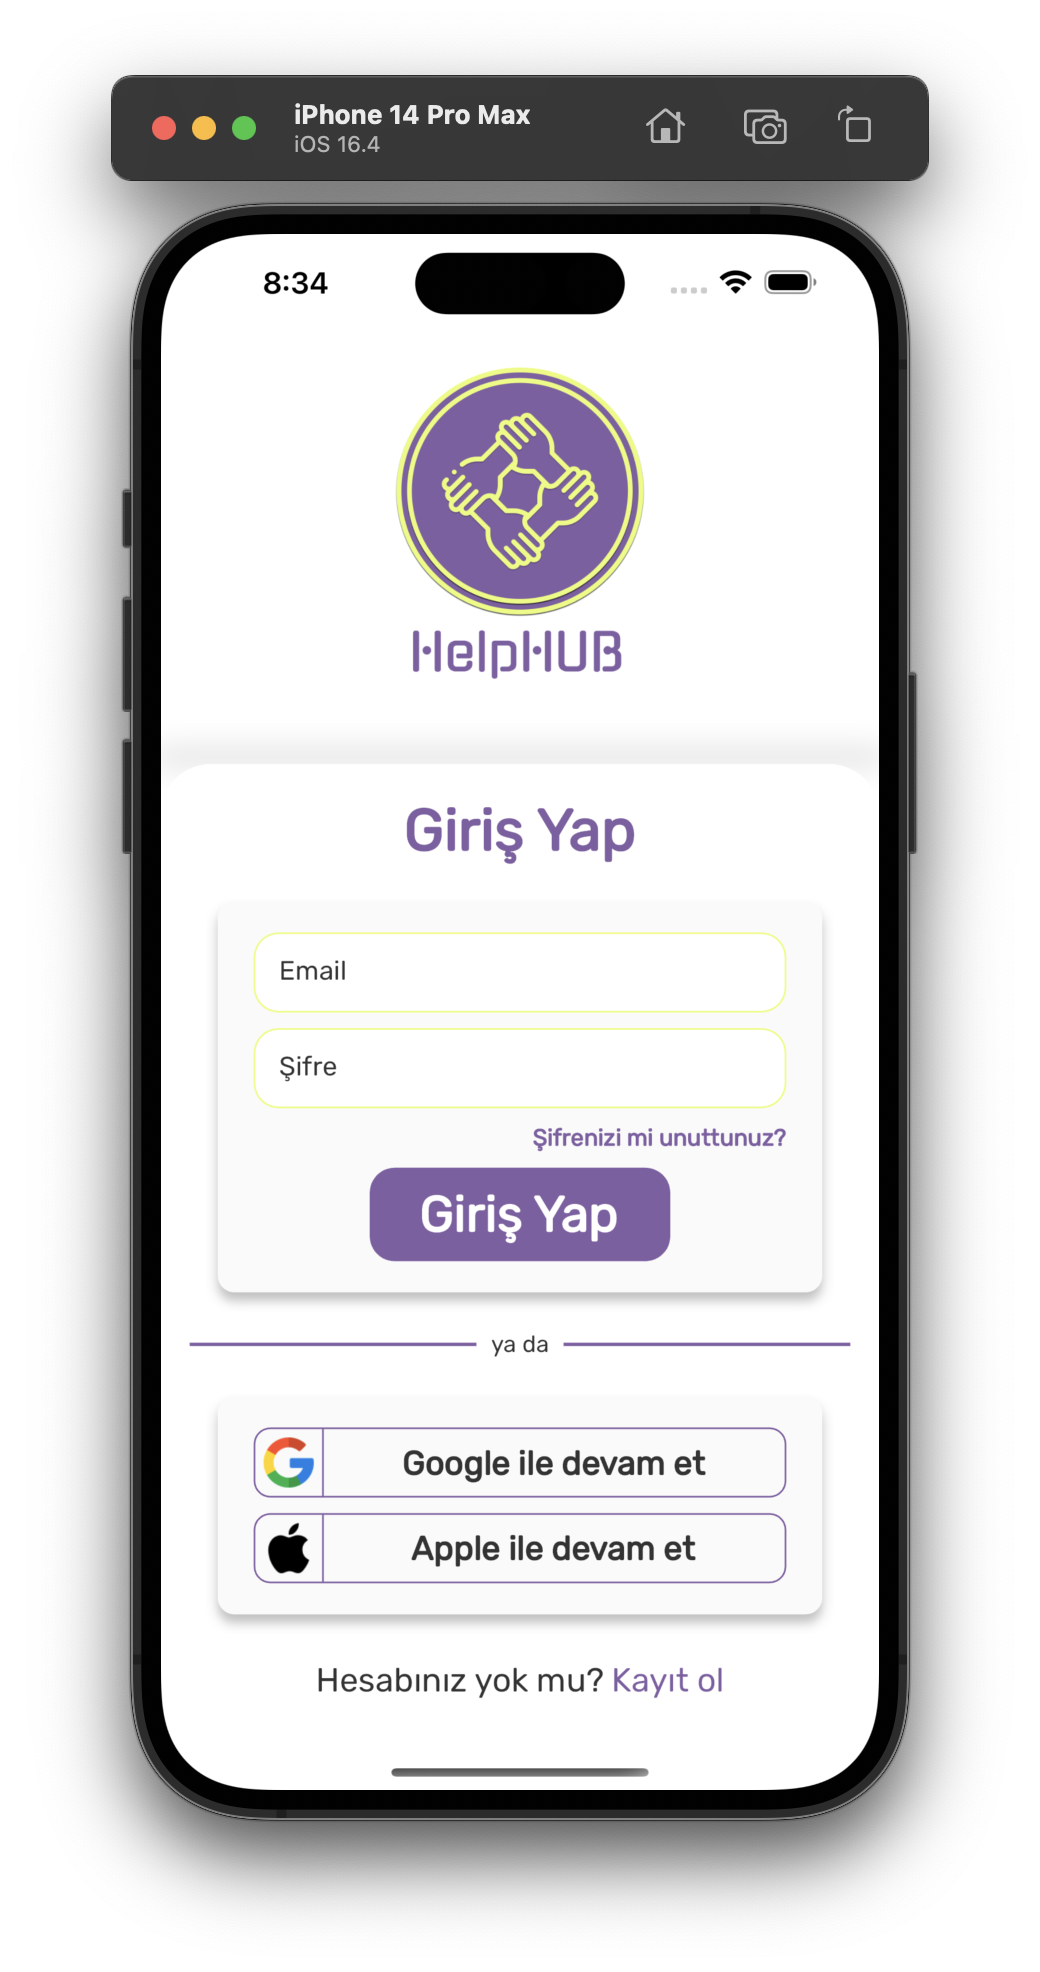 iPhone 14 Pro Max
iOS 16.4
8:34
HelpHUB
Giriş Yap
Email
Şifre
Şifrenizi mi unuttunuz?
Giriş Yap
ya da
Google ile devam et
Apple ile devam et
Hesabınız yok mu? Kayıt ol